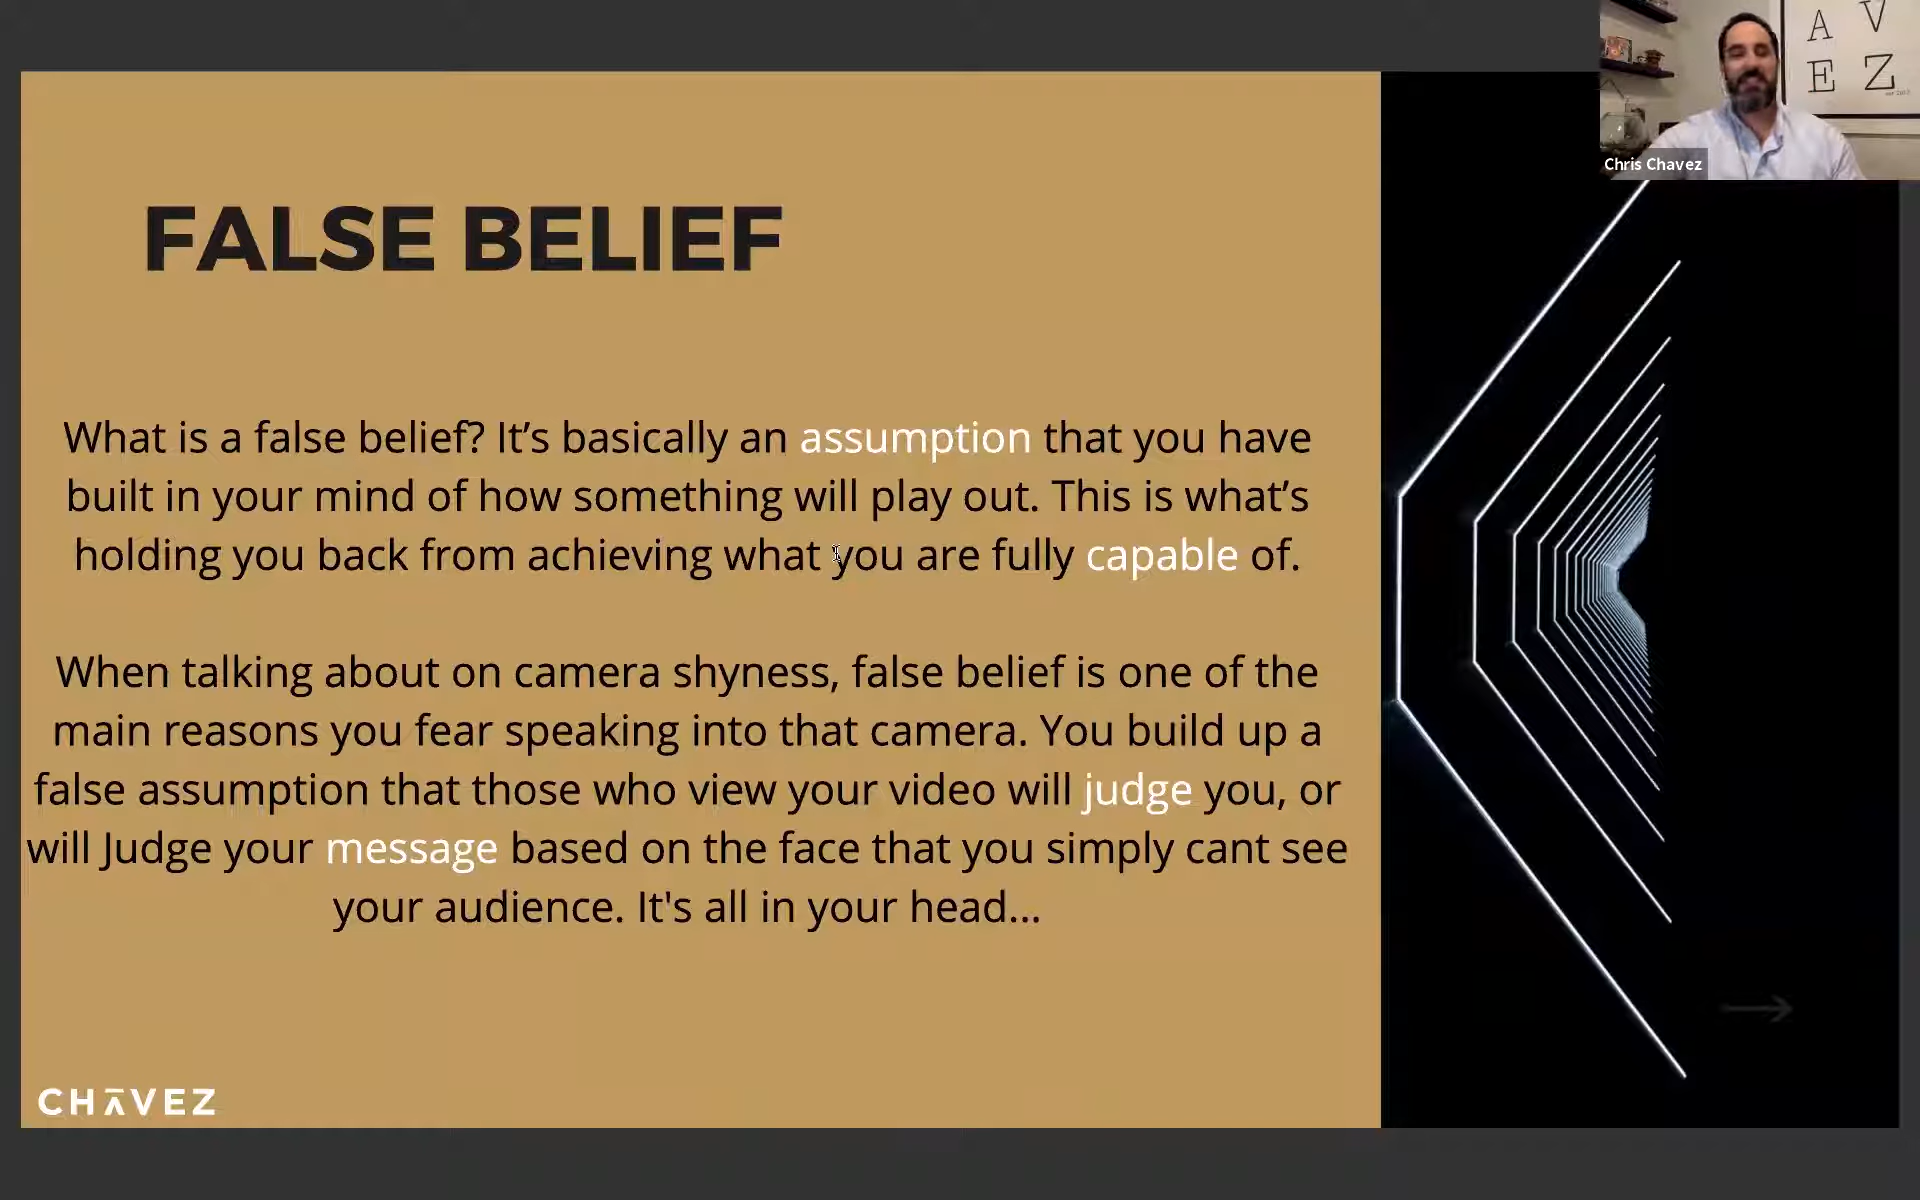 A V
E Z
Chris Chavez
FALSE BELIEF
What is a false belief? It’s basically an assumption that you have
built in your mind of how something will play out. This is what’s
holding you back from achieving what you are fully capable of.
When talking about on camera shyness, false belief is one of the
main reasons you fear speaking into that camera. You build up a
false assumption that those who view your video will judge you, or
will Judge your message based on the face that you simply cant see
your audience. It's all in your head...
CHĀVEZ